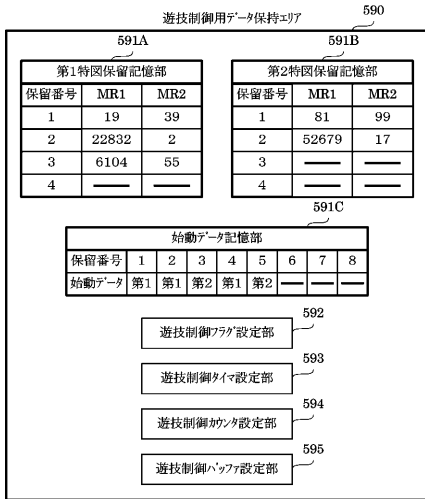 遊技制御用データ保持エリア
590
591A
591B
第1特図保留記憶部
保留番号 MR1 MR2
1 19 39
2 22832 2
3 6104 55
4 ── ──
第2特図保留記憶部
保留番号 MR1 MR2
1 81 99
2 52679 17
3 ── ──
4 ── ──
591C
始動データ記憶部
保留番号 1 2 3 4 5 6 7 8
始動データ 第1 第1 第2 第1 第2 ─ ─ ─
592
遊技制御フラグ設定部
593
遊技制御タイマ設定部
594
遊技制御カウンタ設定部
595
遊技制御バッファ設定部